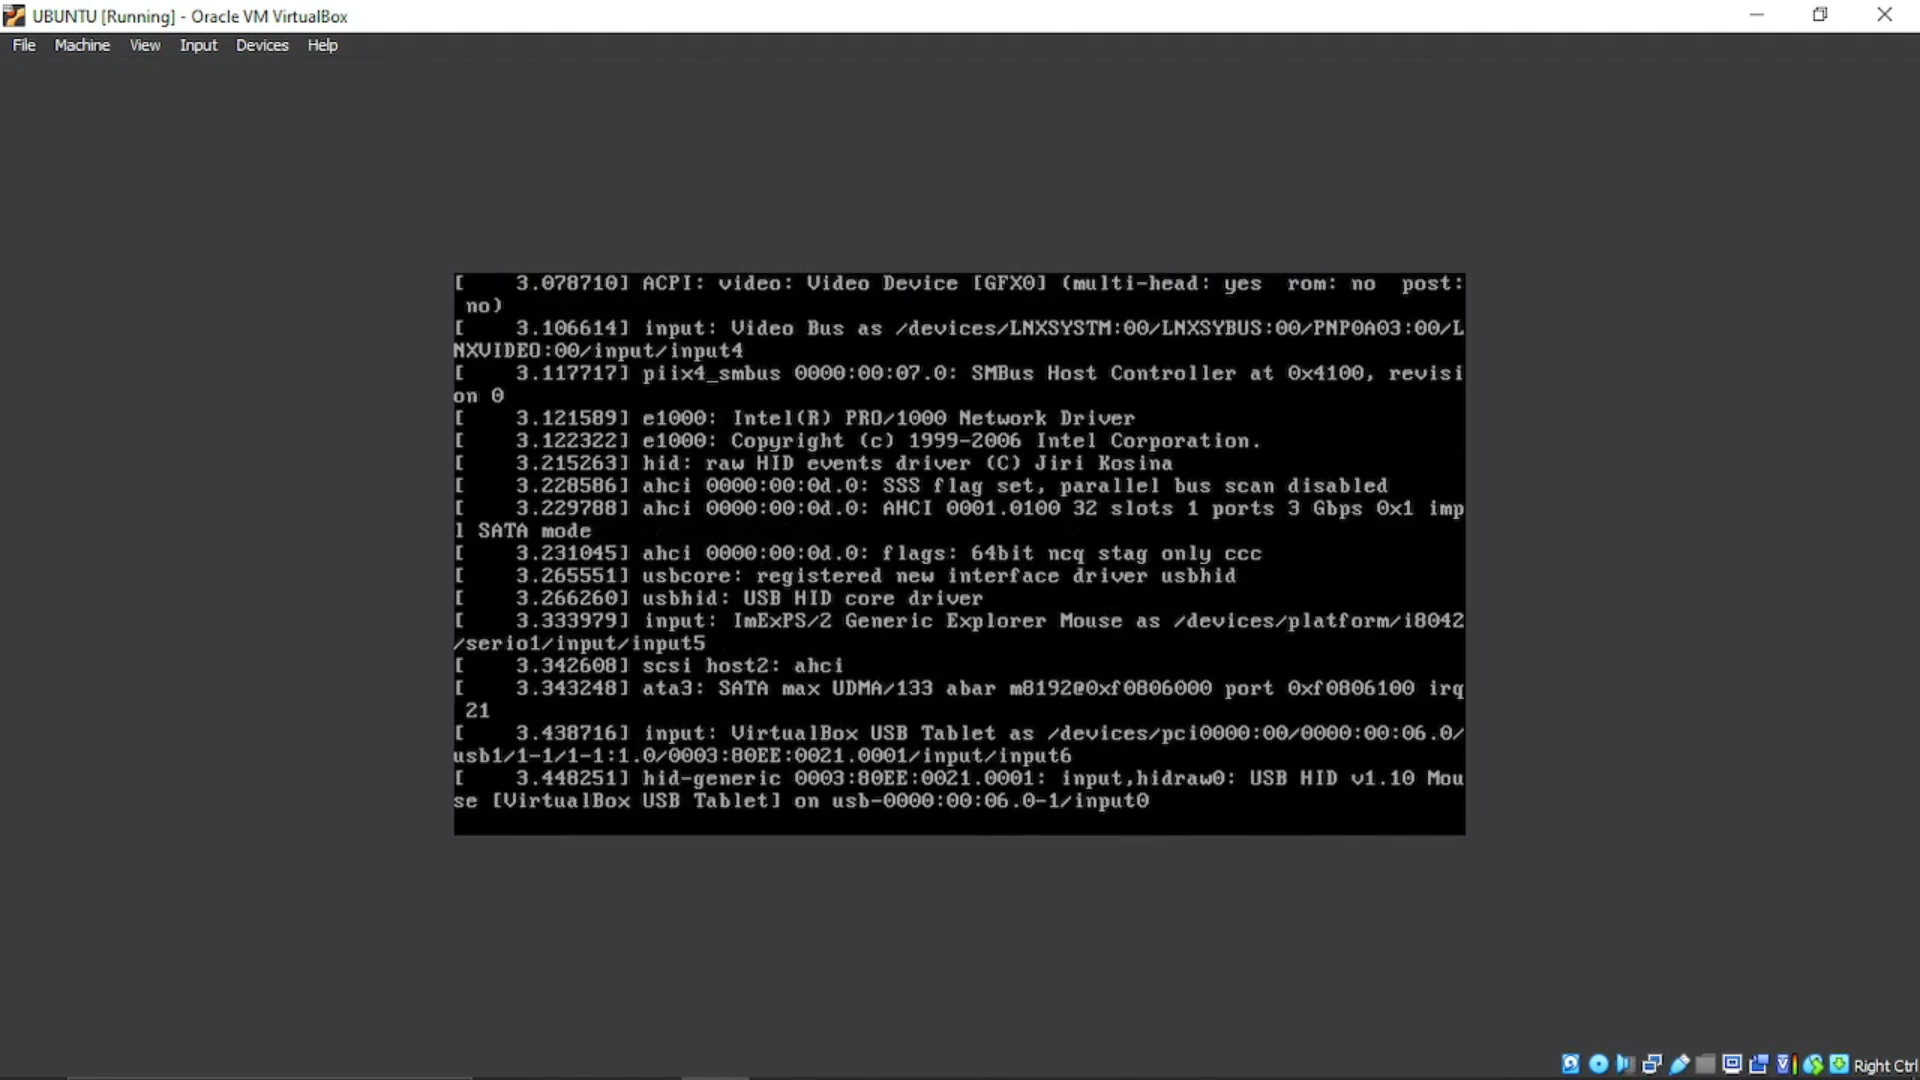 UBUNTU [Running] - Oracle VM VirtualBox
File Machine View Input Devices Help
[    3.078710] ACPI: video: Video Device [GFX0] (multi-head: yes  rom: no  post:
 no)
[    3.106614] input: Video Bus as /devices/LNXSYSTM:00/LNXSYBUS:00/PNP0A03:00/L
NXVIDEO:00/input/input4
[    3.117717] piix4_smbus 0000:00:07.0: SMBus Host Controller at 0x4100, revisi
on 0
[    3.121589] e1000: Intel(R) PRO/1000 Network Driver
[    3.122322] e1000: Copyright (c) 1999-2006 Intel Corporation.
[    3.215263] hid: raw HID events driver (C) Jiri Kosina
[    3.228586] ahci 0000:00:0d.0: SSS flag set, parallel bus scan disabled
[    3.229788] ahci 0000:00:0d.0: AHCI 0001.0100 32 slots 1 ports 3 Gbps 0x1 imp
l SATA mode
[    3.231045] ahci 0000:00:0d.0: flags: 64bit ncq stag only ccc
[    3.265551] usbcore: registered new interface driver usbhid
[    3.266260] usbhid: USB HID core driver
[    3.333979] input: ImExPS/2 Generic Explorer Mouse as /devices/platform/i8042
/serio1/input/input5
[    3.342608] scsi host2: ahci
[    3.343248] ata3: SATA max UDMA/133 abar m8192@0xf0806000 port 0xf0806100 irq
 21
[    3.438716] input: VirtualBox USB Tablet as /devices/pci0000:00/0000:00:06.0/
usb1/1-1/1-1:1.0/0003:80EE:0021.0001/input/input6
[    3.448251] hid-generic 0003:80EE:0021.0001: input,hidraw0: USB HID v1.10 Mou
se [VirtualBox USB Tablet] on usb-0000:00:06.0-1/input0
Right Ctrl